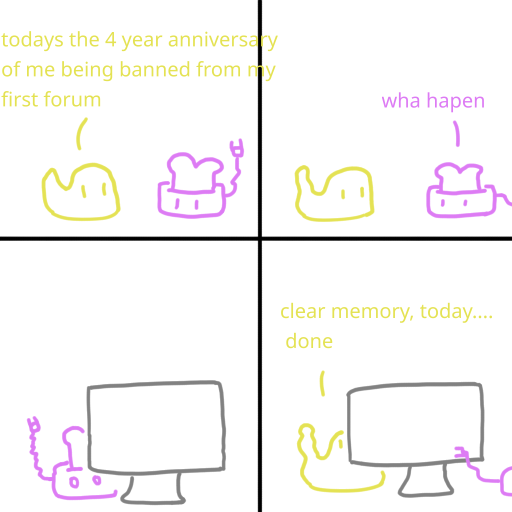 todays the 4 year anniversary
of me being banned from my
first forum
wha hapen
clear memory, today....
done